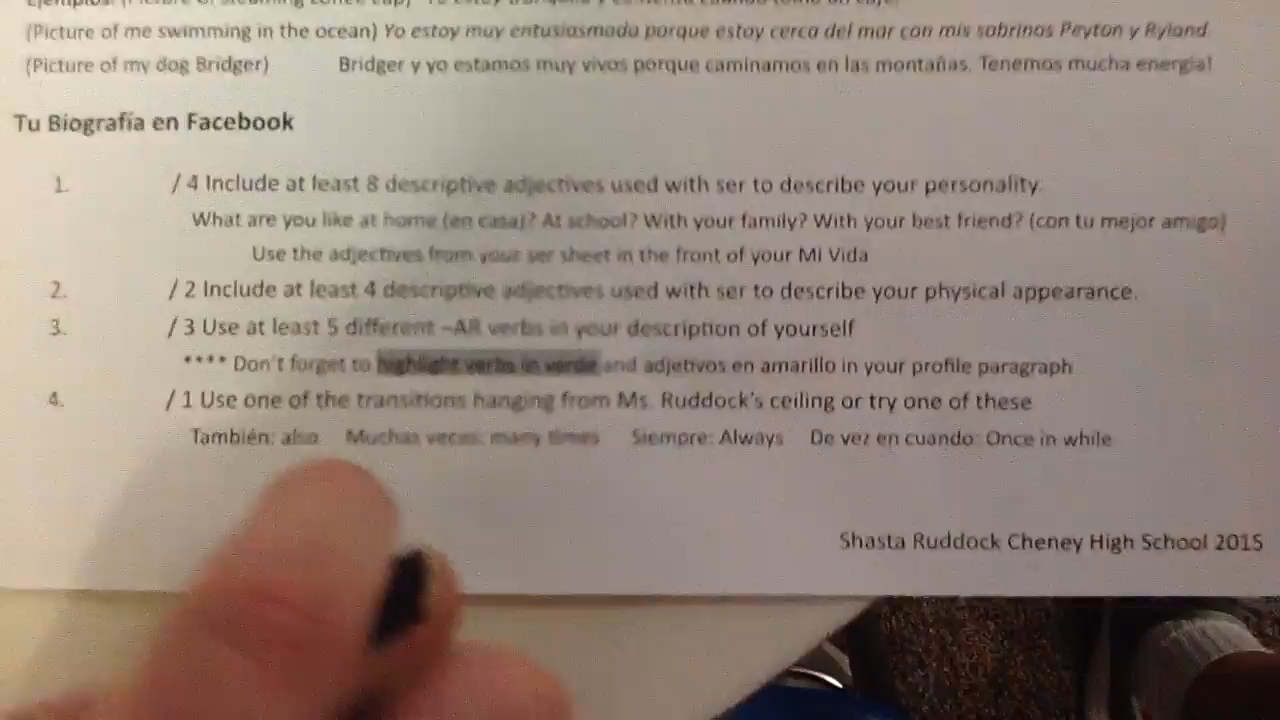 (Picture of me swimming in the ocean) Yo estoy muy entusiasmada porque estoy cerca del mar con mis sobrinos Peyton y Ryland
(Picture of my dog Bridger) Bridger y yo estamos muy vivos porque caminamos en las montañas. Tenemos mucha energía!
Tu Biografía en Facebook
1. / 4 Include at least 8 descriptive adjectives used with ser to describe your personality.
What are you like at home (en casa)? At school? With your family? With your best friend? (con tu mejor amigo)
Use the adjectives from your ser sheet in the front of your Mi Vida
2. / 2 Include at least 4 descriptive adjectives used with ser to describe your physical appearance.
3. / 3 Use at least 5 different –AR verbs in your description of yourself
**** Don't forget to highlight verbs in verde and adjetivos en amarillo in your profile paragraph
4. / 1 Use one of the transitions hanging from Ms. Ruddock's ceiling or try one of these
También: also Muchas veces: many times Siempre: Always De vez en cuando: Once in while
Shasta Ruddock Cheney High School 2015